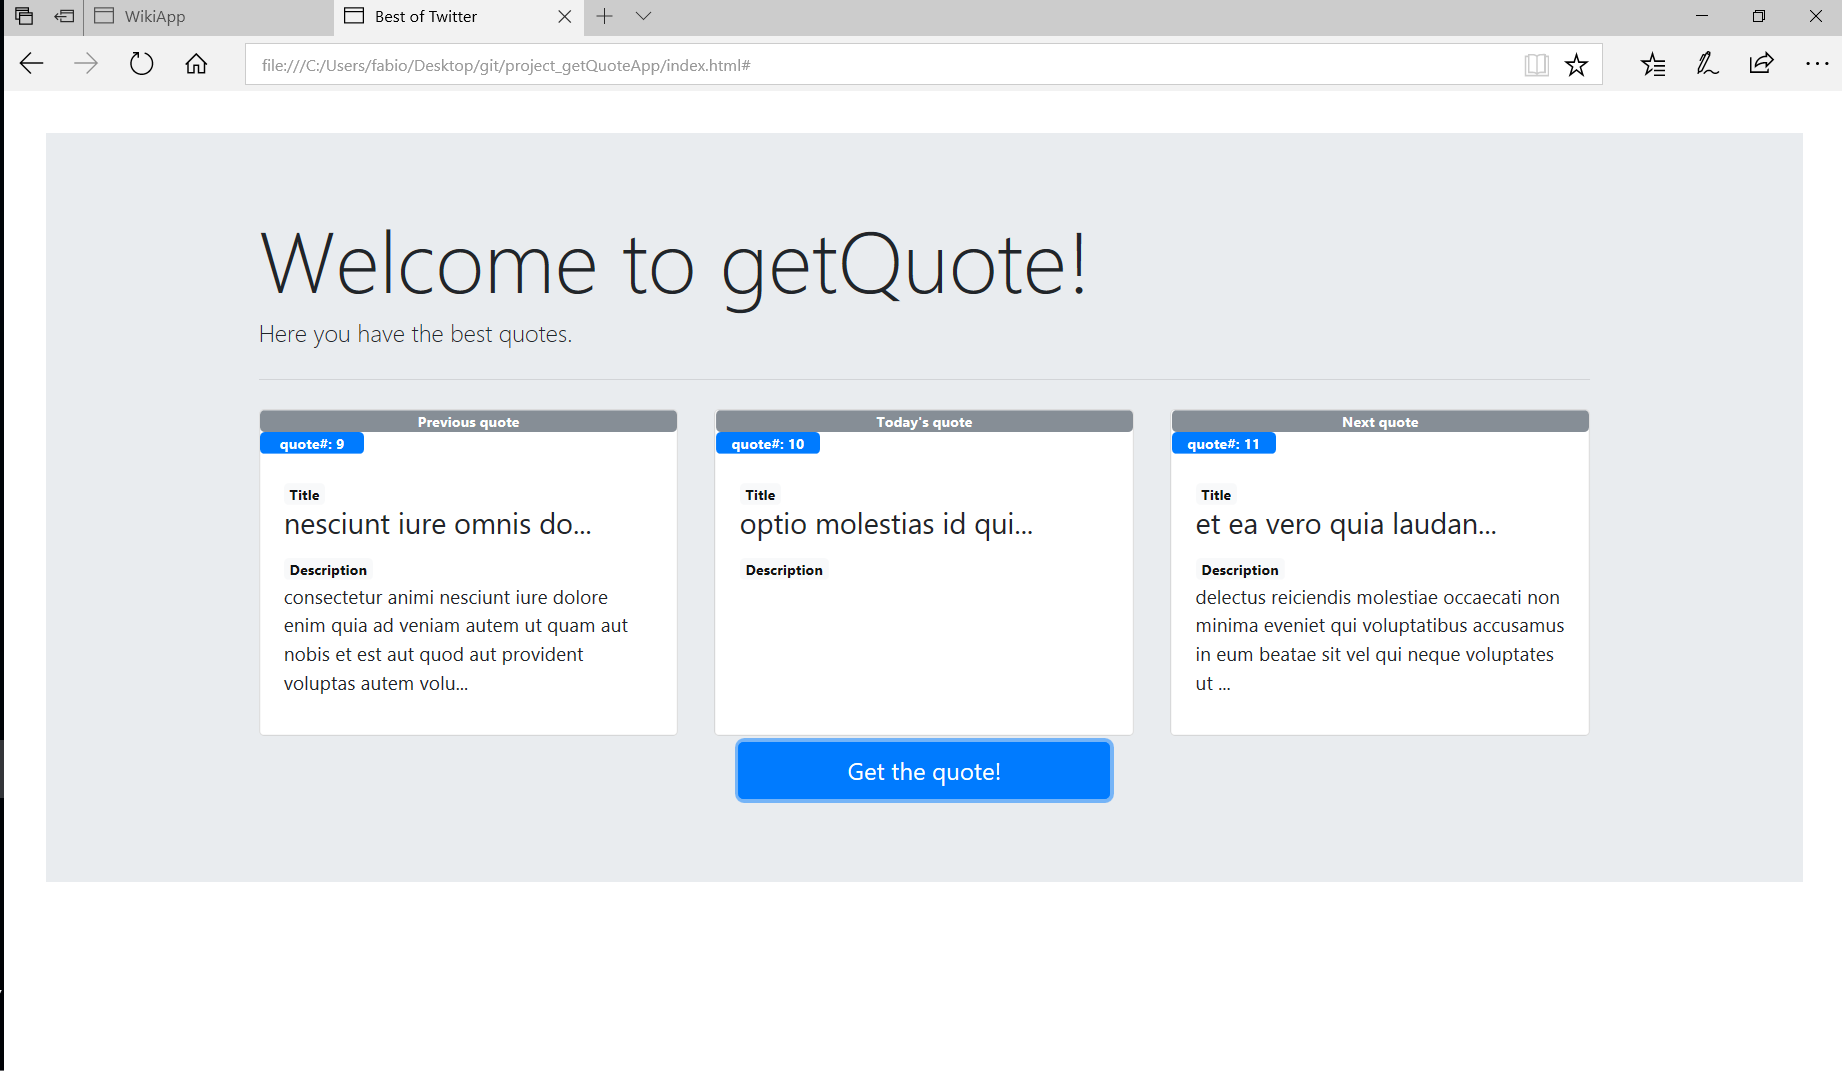 WikiApp
Best of Twitter
file:///C:/Users/fabio/Desktop/git/project_getQuoteApp/index.html#
Welcome to getQuote!
Here you have the best quotes.
Previous quote
quote#: 9
Title
nesciunt iure omnis do...
Description
consectetur animi nesciunt iure dolore
enim quia ad veniam autem ut quam aut
nobis et est aut quod aut provident
voluptas autem volu...
Today's quote
quote#: 10
Title
optio molestias id qui...
Description
Next quote
quote#: 11
Title
et ea vero quia laudan...
Description
delectus reiciendis molestiae occaecati non
minima eveniet qui voluptatibus accusamus
in eum beatae sit vel qui neque voluptates
ut ...
Get the quote!